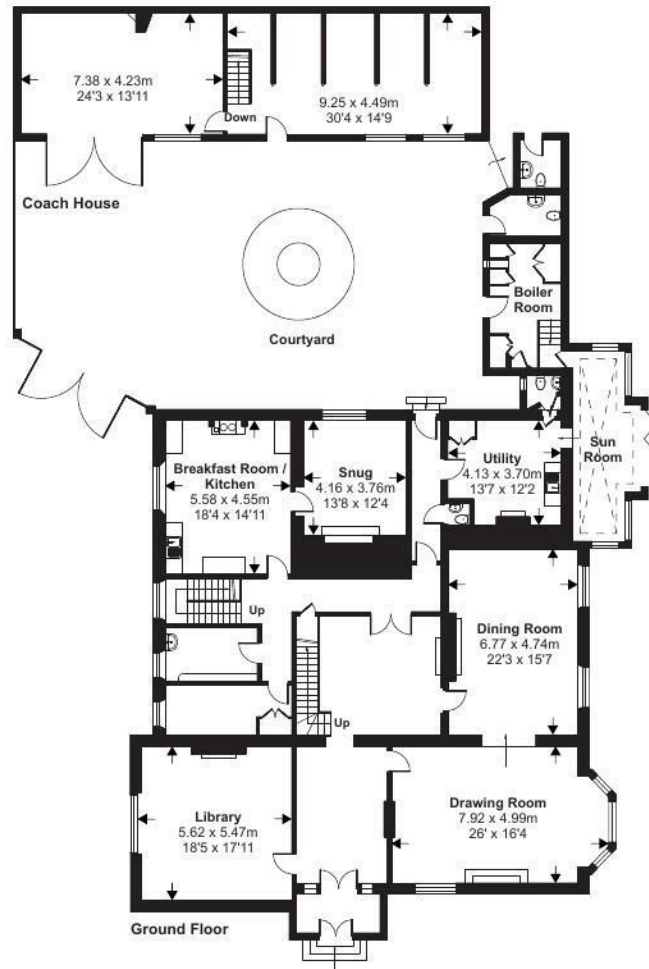 7.38 x 4.23m
24'3 x 13'11
9.25 x 4.49m
30'4 x 14'9
Down
Coach House
Boiler
Room
Courtyard
Breakfast Room /
Kitchen
5.58 x 4.55m
18'4 x 14'11
Snug
4.16 x 3.76m
13'8 x 12'4
Utility
4.13 x 3.70m
13'7 x 12'2
Sun
Room
Up
Dining Room
6.77 x 4.74m
22'3 x 15'7
Up
Library
5.62 x 5.47m
18'5 x 17'11
Drawing Room
7.92 x 4.99m
26' x 16'4
Ground Floor